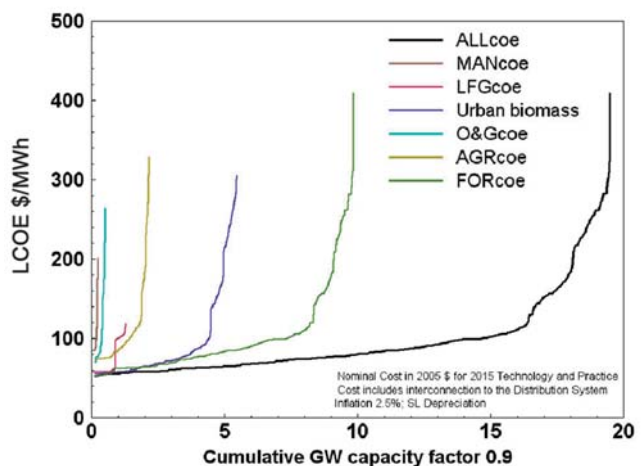 500
400
300
200
100
0
LCOE $/MWh
ALLcoe
MANcoe
LFGcoe
Urban biomass
O&Gcoe
AGRcoe
FORcoe
Nominal Cost in 2005 $ for 2015 Technology and Practice
Cost includes interconnection to the Distribution System
Inflation 2.5%; SL Depreciation
0 5 10 15 20
Cumulative GW capacity factor 0.9